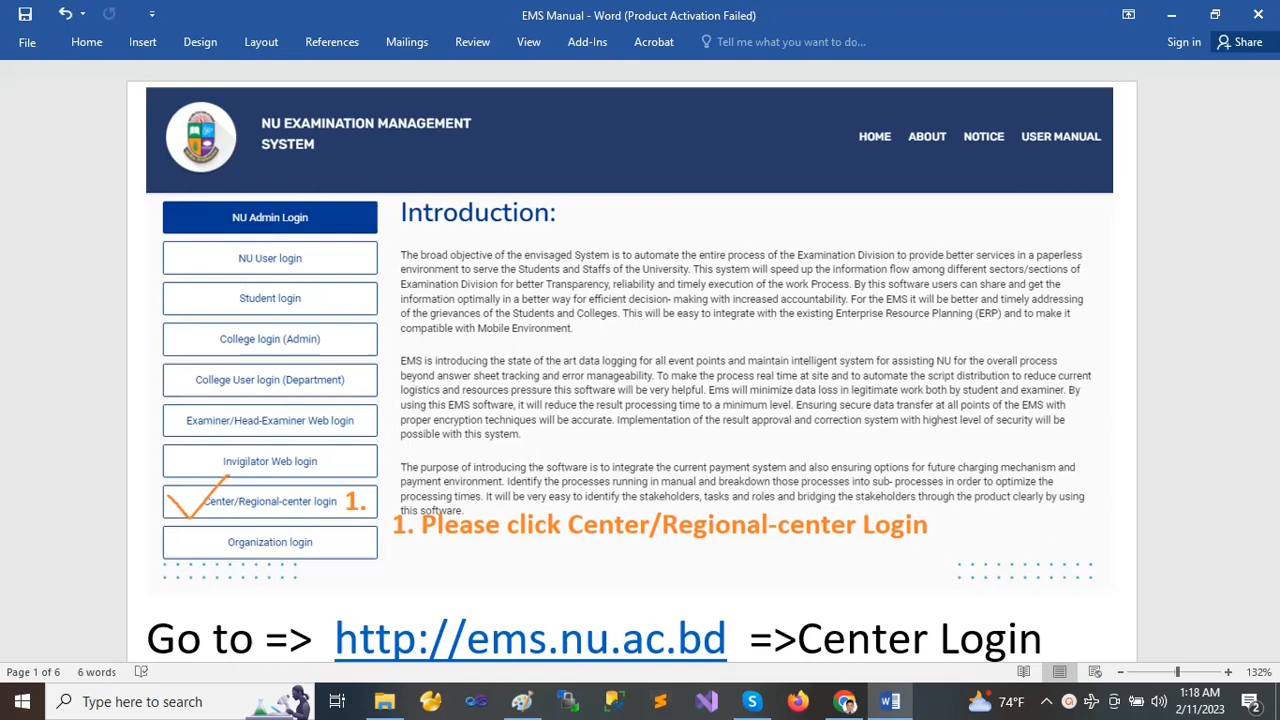 EMS Manual - Word (Product Activation Failed)
File Home Insert Design Layout References Mailings Review View Add-Ins Acrobat Tell me what you want to do... Sign in Share
NU EXAMINATION MANAGEMENT
SYSTEM
HOME ABOUT NOTICE USER MANUAL
NU Admin Login
NU User login
Student login
College login (Admin)
College User login (Department)
Examiner/Head-Examiner Web login
Invigilator Web login
Center/Regional-center login 1.
Organization login
Introduction:
The broad objective of the envisaged System is to automate the entire process of the Examination Division to provide better services in a paperless
environment to serve the Students and Staffs of the University. This system will speed up the information flow among different sectors/sections of
Examination Division for better Transparency, reliability and timely execution of the work Process. By this software users can share and get the
information optimally in a better way for efficient decision- making with increased accountability. For the EMS it will be better and timely addressing
of the grievances of the Students and Colleges. This will be easy to integrate with the existing Enterprise Resource Planning (ERP) and to make it
compatible with Mobile Environment.
EMS is introducing the state of the art data logging for all event points and maintain intelligent system for assisting NU for the overall process
beyond answer sheet tracking and error manageability. To make the process real time at site and to automate the script distribution to reduce current
logistics and resources pressure this software will be very helpful. Ems will minimize data loss in legitimate work both by student and examiner. By
using this EMS software, it will reduce the result processing time to a minimum level. Ensuring secure data transfer at all points of the EMS with
proper encryption techniques will be accurate. Implementation of the result approval and correction system with highest level of security will be
possible with this system.
The purpose of introducing the software is to integrate the current payment system and also ensuring options for future charging mechanism and
payment environment. Identify the processes running in manual and breakdown those processes into sub- processes in order to optimize the
processing times. It will be very easy to identify the stakeholders, tasks and roles and bridging the stakeholders through the product clearly by using
this software.
1. Please click Center/Regional-center Login
Go to => http://ems.nu.ac.bd =>Center Login
Page 1 of 6 6 words 132%
Type here to search 74°F 1:18 AM
2/11/2023 2